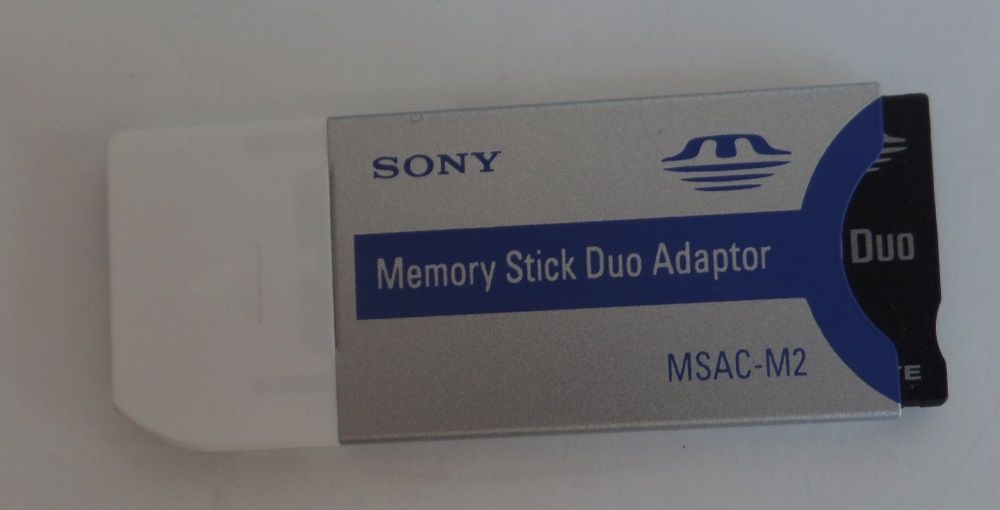 SONY
Memory Stick Duo Adaptor
Duo
MSAC-M2